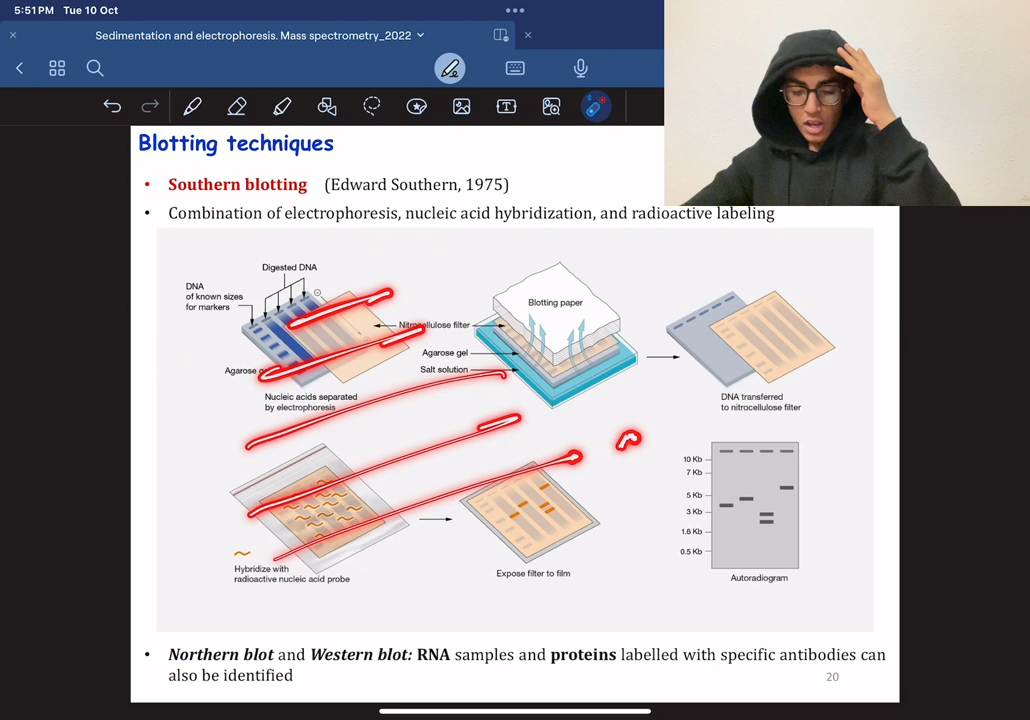 5:51 PM Tue 10 Oct
Sedimentation and electrophoresis. Mass spectrometry_2022
Blotting techniques
• Southern blotting (Edward Southern, 1975)
• Combination of electrophoresis, nucleic acid hybridization, and radioactive labeling
Digested DNA
DNA
of known sizes
for markers
Nitrocellulose filter
Agarose
Nucleic acids separated
by electrophoresis
Blotting paper
Agarose gel
Salt solution
DNA transferred
to nitrocellulose filter
Hybridize with
radioactive nucleic acid probe
Expose filter to film
10 Kb
7 Kb
5 Kb
3 Kb
1.6 Kb
0.5 Kb
Autoradiogram
• Northern blot and Western blot: RNA samples and proteins labelled with specific antibodies can
also be identified
20